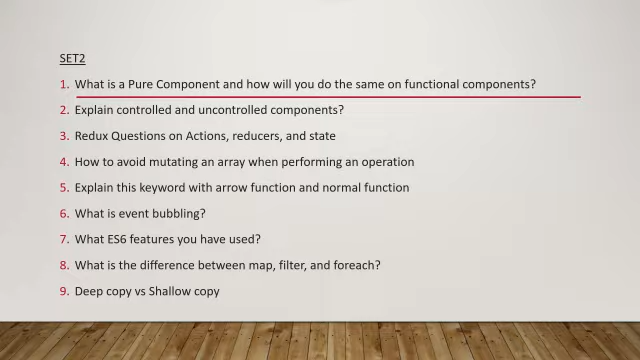 SET2
1. What is a Pure Component and how will you do the same on functional components?
2. Explain controlled and uncontrolled components?
3. Redux Questions on Actions, reducers, and state
4. How to avoid mutating an array when performing an operation
5. Explain this keyword with arrow function and normal function
6. What is event bubbling?
7. What ES6 features you have used?
8. What is the difference between map, filter, and foreach?
9. Deep copy vs Shallow copy